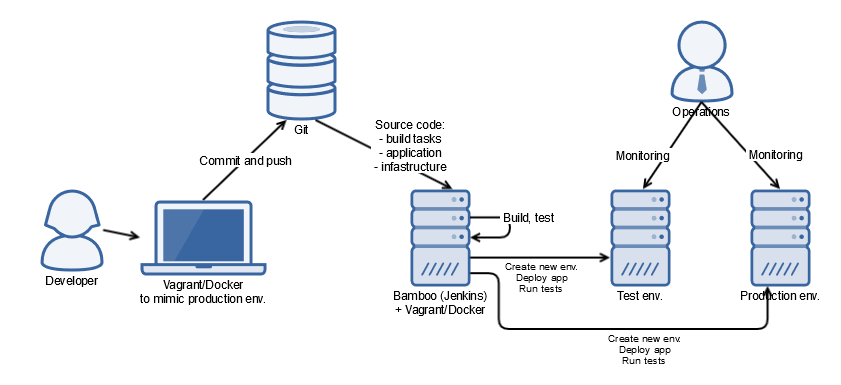 Git
Source code:
- build tasks
- application
- infastructure
Operations
Commit and push
Monitoring
Monitoring
Build, test
Developer
Vagrant/Docker
to mimic production env.
Create new env.
Deploy app
Run tests
Bamboo (Jenkins)
+ Vagrant/Docker
Test env.
Production env.
Create new env.
Deploy app
Run tests